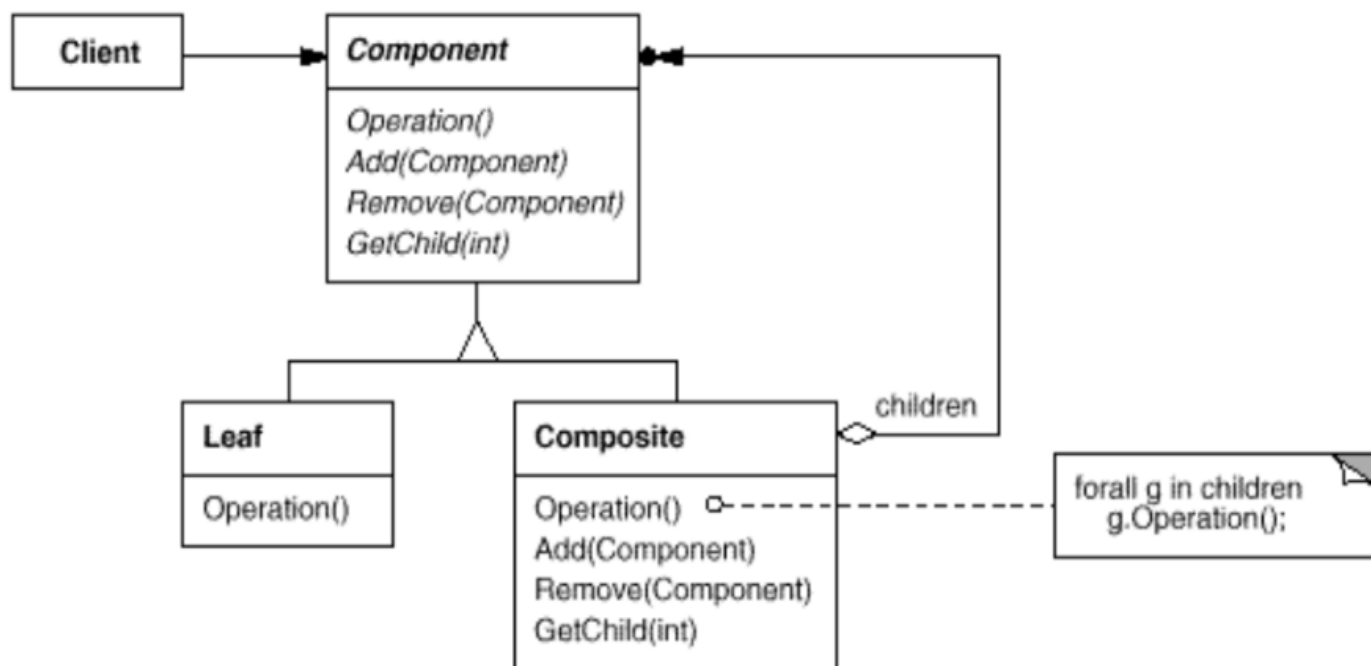 Client
Component
Operation()
Add(Component)
Remove(Component)
GetChild(int)
Leaf
Operation()
Composite
Operation()
Add(Component)
Remove(Component)
GetChild(int)
children
forall g in children
g.Operation();